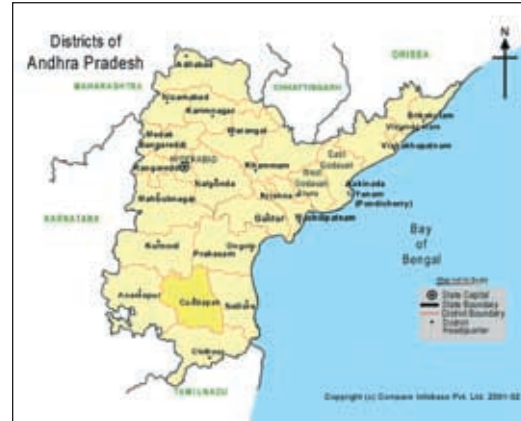 Districts of
Andhra Pradesh
N
ORISSA
MAHARASHTRA
CHHATTISGARH
Adilabad
Nizamabad
Karimnagar
Srikakulam
Medak
Warangal
Visakhapatnam
HYDERABAD
Khammam
East
Godavari
West
Godavari
Nalgonda
Kakinada
Yanam
(Pondicherry)
Krishna
Mahbubnagar
Guntur
KARNATAKA
Bay
of
Bengal
Kurnool
Prakasam
Ongole
State Capital
State Boundary
District Boundary
District
Headquarter
Anantapur
Cuddapah
Nellore
Chittoor
TAMILNADU
Copyright (c) Compare Infobase Pvt. Ltd. 2001-02